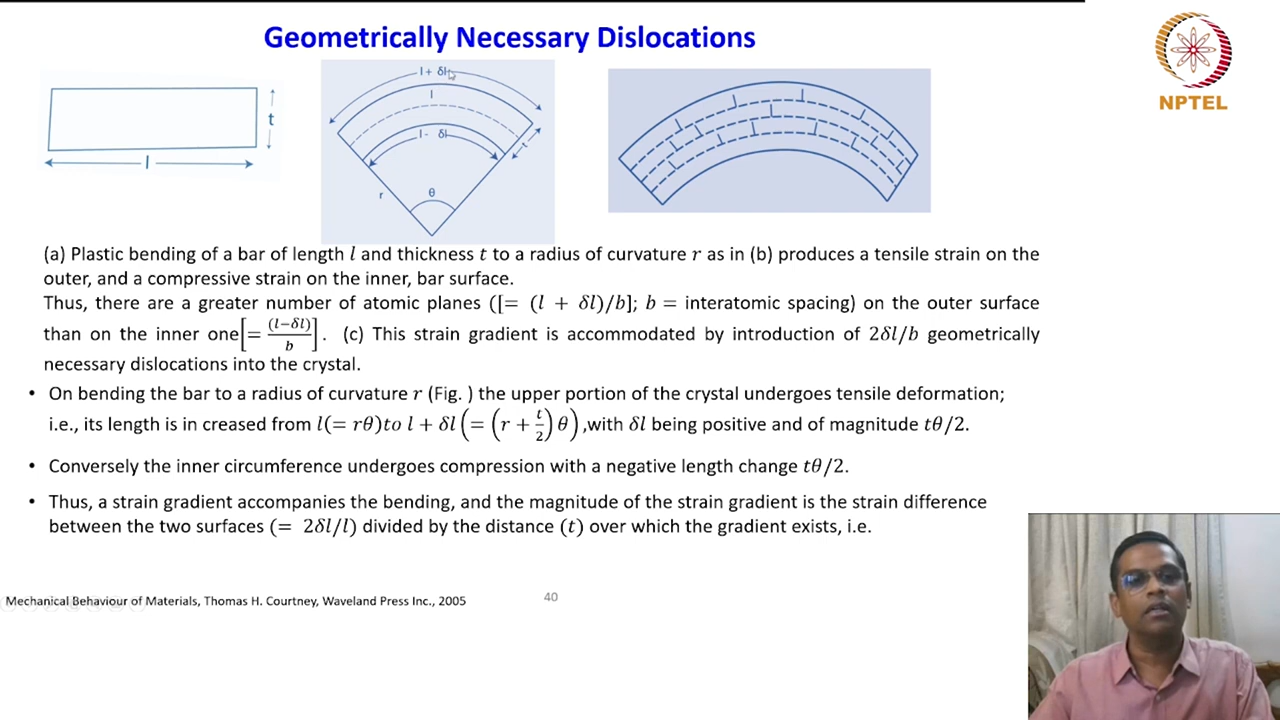 Geometrically Necessary Dislocations
NPTEL
l + δl
l
l - δl
t
t
l
r
θ
(a) Plastic bending of a bar of length l and thickness t to a radius of curvature r as in (b) produces a tensile strain on the
outer, and a compressive strain on the inner, bar surface.
Thus, there are a greater number of atomic planes ([= (l + δl)/b]; b = interatomic spacing) on the outer surface
than on the inner one[= (l−δl)/b]. (c) This strain gradient is accommodated by introduction of 2δl/b geometrically
necessary dislocations into the crystal.
• On bending the bar to a radius of curvature r (Fig. ) the upper portion of the crystal undergoes tensile deformation;
i.e., its length is in creased from l(= rθ)to l + δl(= (r + t/2)θ),with δl being positive and of magnitude tθ/2.
• Conversely the inner circumference undergoes compression with a negative length change tθ/2.
• Thus, a strain gradient accompanies the bending, and the magnitude of the strain gradient is the strain difference
between the two surfaces (= 2δl/l) divided by the distance (t) over which the gradient exists, i.e.
Mechanical Behaviour of Materials, Thomas H. Courtney, Waveland Press Inc., 2005
40